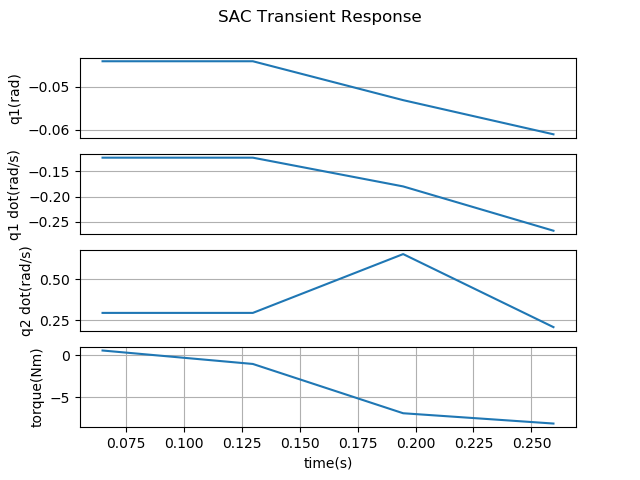 SAC Transient Response
q1(rad)
−0.05
−0.06
q1 dot(rad/s)
−0.15
−0.20
−0.25
q2 dot(rad/s)
0.50
0.25
torque(Nm)
0
−5
0.075 0.100 0.125 0.150 0.175 0.200 0.225 0.250
time(s)